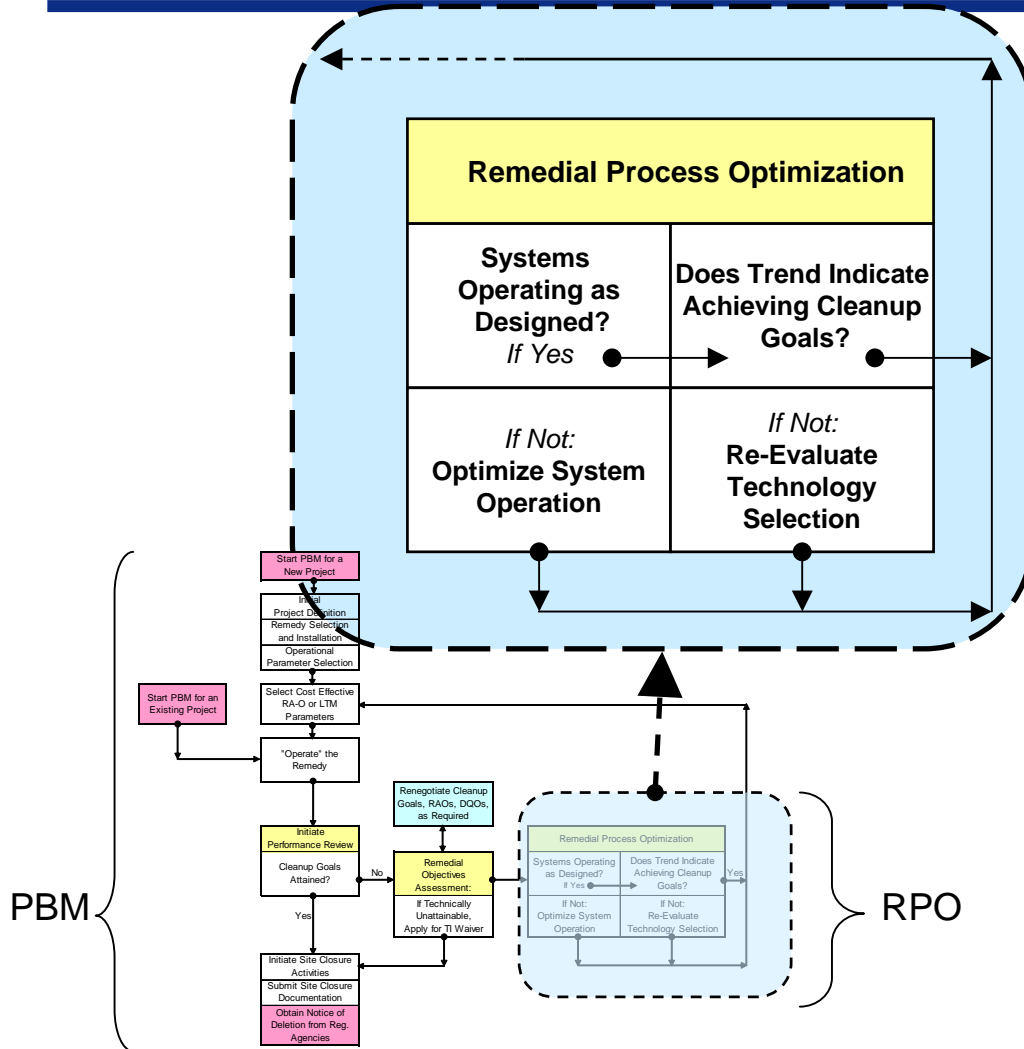 Remedial Process Optimization
Systems
Operating as
Designed?
If Yes
Does Trend Indicate
Achieving Cleanup
Goals?
If Not:
Optimize System
Operation
If Not:
Re-Evaluate
Technology
Selection
Start PBM for a
New Project
Initial
Project Definition
Remedy Selection
and Installation
Operational
Parameter Selection
Start PBM for an
Existing Project
Select Cost Effective
RA-O or LTM
Parameters
"Operate" the
Remedy
Renegotiate Cleanup
Goals, RAOs, DQOs,
as Required
Initiate
Performance Review
Cleanup Goals
Attained?
No
Yes
Remedial
Objectives
Assessment:
If Technically
Unattainable,
Apply for TI Waiver
Remedial Process Optimization
Systems Operating
as Designed?
If Yes
Does Trend Indicate
Achieving Cleanup
Goals?
Yes
If Not:
Optimize System
Operation
If Not:
Re-Evaluate
Technology Selection
PBM
RPO
Initiate Site Closure
Activities
Submit Site Closure
Documentation
Obtain Notice of
Deletion from Reg.
Agencies